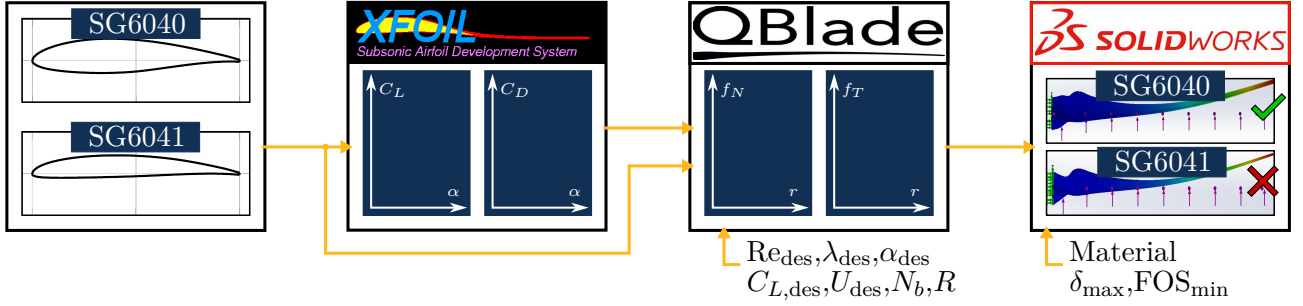 SG6040
SG6041
XFOIL
Subsonic Airfoil Development System
C_L
α
C_D
α
QBlade
f_N
r
f_T
r
Re_des,λ_des,α_des
C_L,des,U_des,N_b,R
SOLIDWORKS
SG6040
SG6041
Material
δ_max,FOS_min